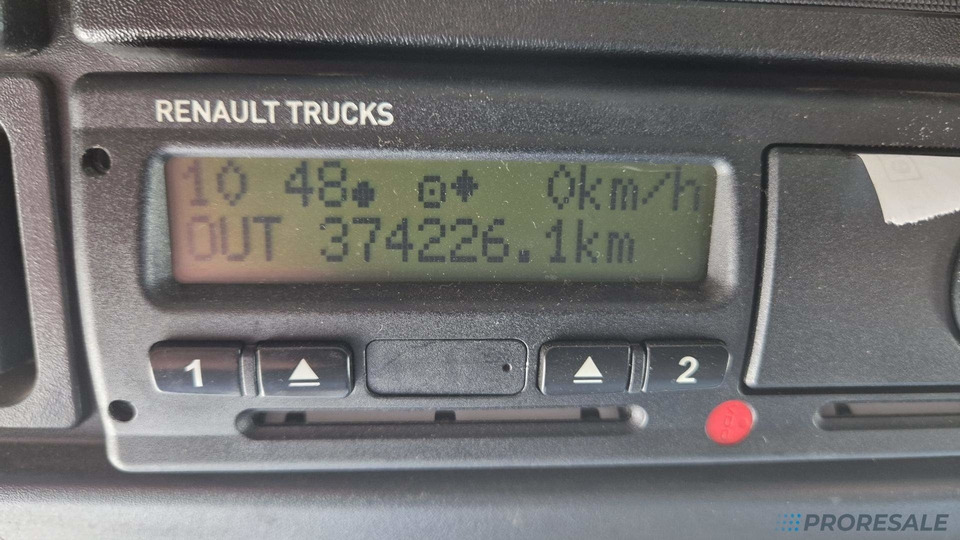 RENAULT TRUCKS
10 48 0km/h
OUT 374226.1km
1 2
PRORESALE